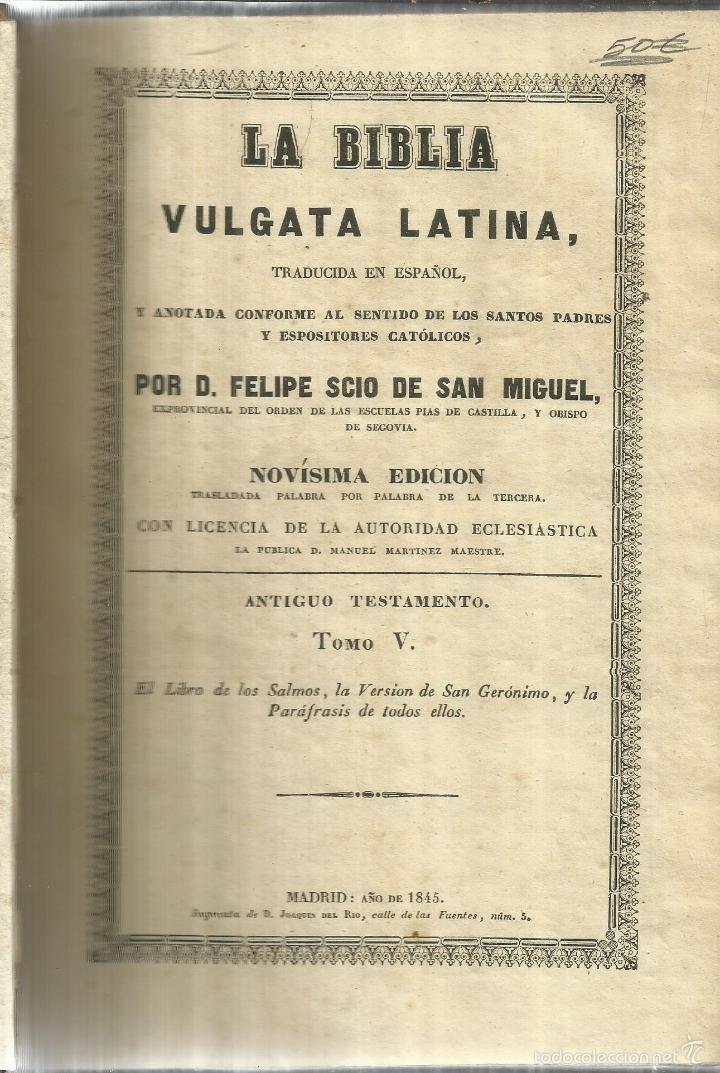 50€
LA BIBLIA
VULGATA LATINA,
TRADUCIDA EN ESPAÑOL,
Y ANOTADA CONFORME AL SENTIDO DE LOS SANTOS PADRES
Y ESPOSITORES CATÓLICOS,
POR D. FELIPE SCIO DE SAN MIGUEL,
EXPROVINCIAL DEL ORDEN DE LAS ESCUELAS PIAS DE CASTILLA, Y OBISPO
DE SEGOVIA.
NOVÍSIMA EDICION
TRASLADADA PALABRA POR PALABRA DE LA TERCERA.
CON LICENCIA DE LA AUTORIDAD ECLESIÁSTICA
LA PUBLICA D. MANUEL MARTINEZ MAESTRE.
ANTIGUO TESTAMENTO.
TOMO V.
El Libro de los Salmos, la Version de San Gerónimo, y la
Paráfrasis de todos ellos.
MADRID: AÑO DE 1845.
Imprenta de D. JOAQUIN DEL RIO, calle de las Fuentes, núm. 5.
todocoleccion.net